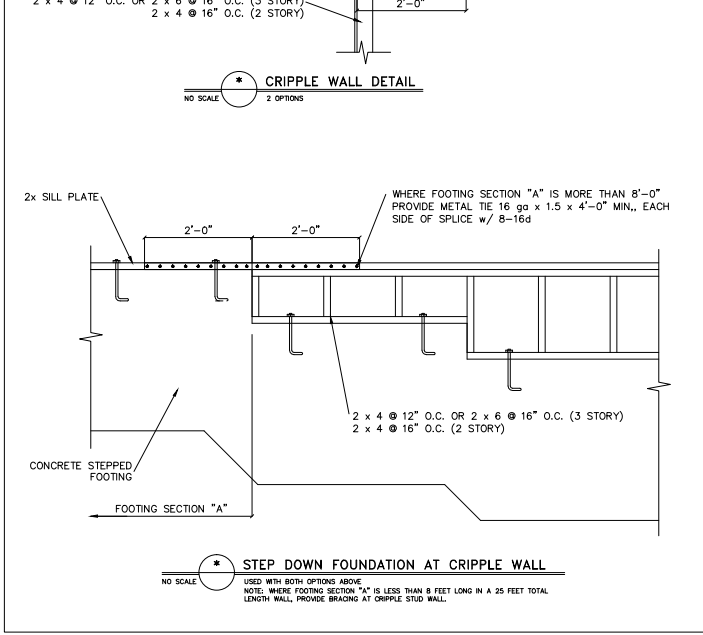 2 x 4 @ 12" O.C. OR 2 x 6 @ 16" O.C. (3 STORY)
2 x 4 @ 16" O.C. (2 STORY)
2'-0"
*
CRIPPLE WALL DETAIL
NO SCALE
2 OPTIONS
2x SILL PLATE
WHERE FOOTING SECTION "A" IS MORE THAN 8'-0"
PROVIDE METAL TIE 16 ga x 1.5 x 4'-0" MIN,, EACH
SIDE OF SPLICE w/ 8-16d
2'-0"
2'-0"
2 x 4 @ 12" O.C. OR 2 x 6 @ 16" O.C. (3 STORY)
2 x 4 @ 16" O.C. (2 STORY)
CONCRETE STEPPED
FOOTING
FOOTING SECTION "A"
*
STEP DOWN FOUNDATION AT CRIPPLE WALL
NO SCALE
USED WITH BOTH OPTIONS ABOVE
NOTE: WHERE FOOTING SECTION "A" IS LESS THAN 8 FEET LONG IN A 25 FEET TOTAL
LENGTH WALL, PROVIDE BRACING AT CRIPPLE STUD WALL.